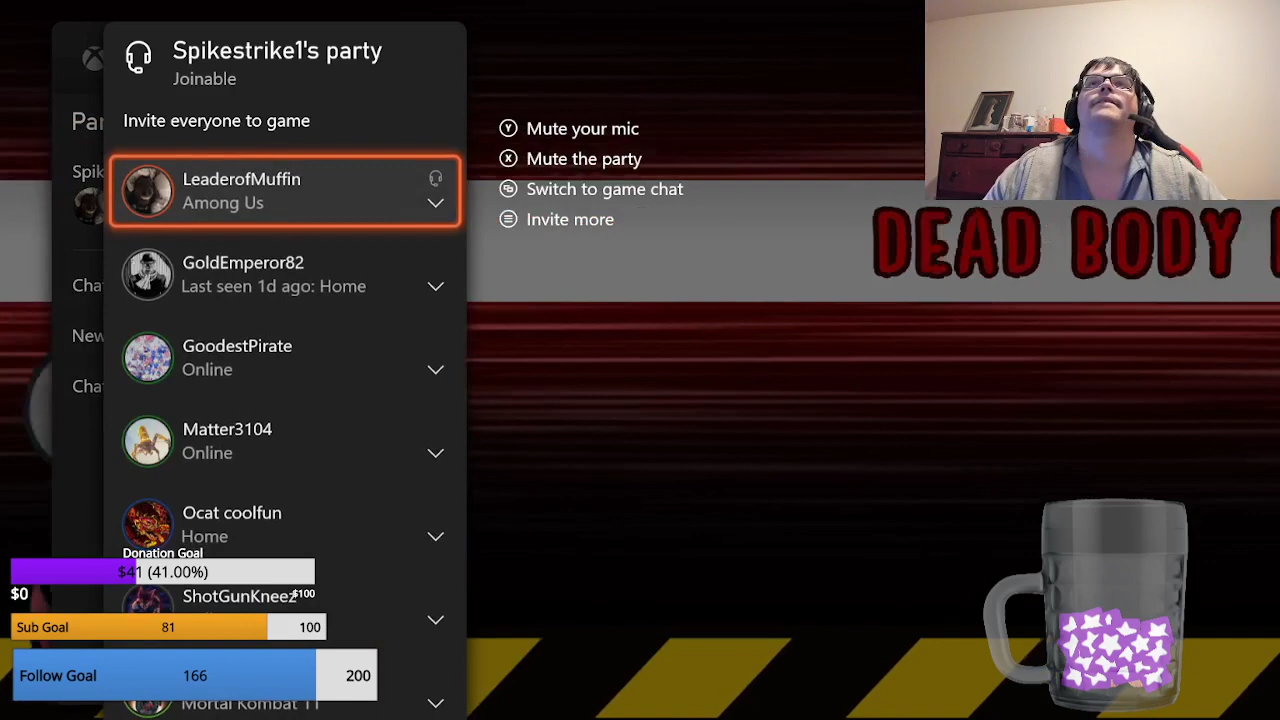 Spikestrike1's party
Joinable
Invite everyone to game
LeaderofMuffin
Among Us
GoldEmperor82
Last seen 1d ago: Home
GoodestPirate
Online
Matter3104
Online
Ocat coolfun
Home
ShotGunKneez
Mortal Kombat 11
Par
Spik
Cha
New
Cha
Mute your mic
Mute the party
Switch to game chat
Invite more
DEAD BODY
Donation Goal
$41 (41.00%)
$0
$100
Sub Goal 81 100
Follow Goal 166 200